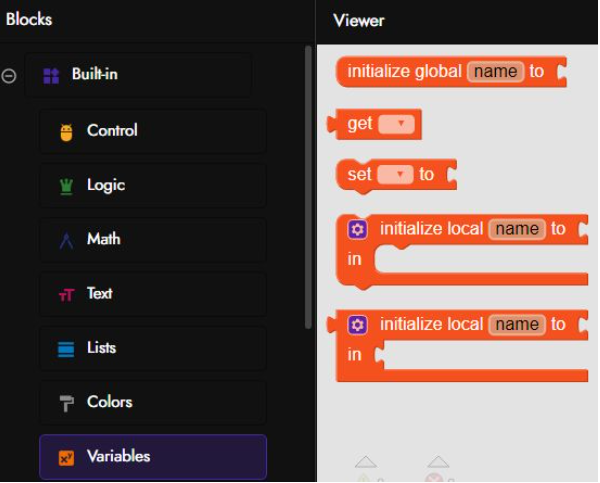 Blocks
Viewer
Built-in
Control
Logic
Math
Text
Lists
Colors
Variables
initialize global name to
get
set to
initialize local name to
in
initialize local name to
in